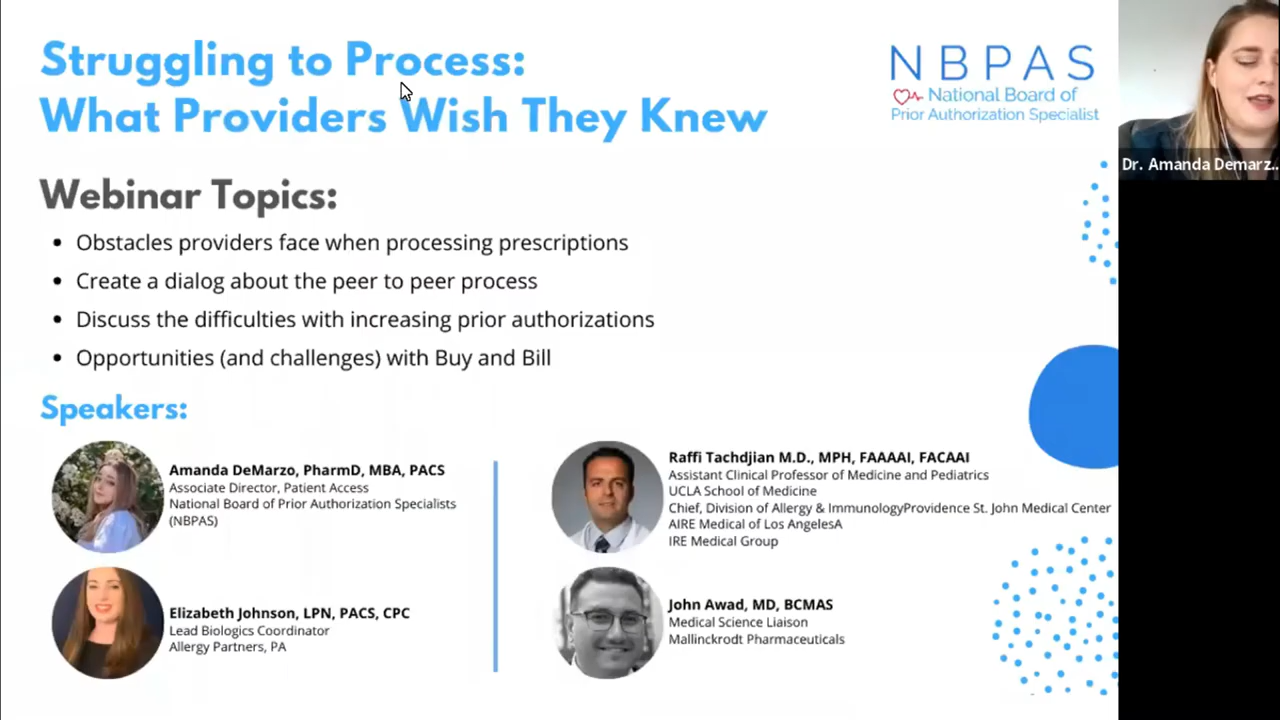 Struggling to Process:
What Providers Wish They Knew
NBPAS
National Board of
Prior Authorization Specialist
Dr. Amanda Demarz...
Webinar Topics:
• Obstacles providers face when processing prescriptions
• Create a dialog about the peer to peer process
• Discuss the difficulties with increasing prior authorizations
• Opportunities (and challenges) with Buy and Bill
Speakers:
Amanda DeMarzo, PharmD, MBA, PACS
Associate Director, Patient Access
National Board of Prior Authorization Specialists
(NBPAS)
Elizabeth Johnson, LPN, PACS, CPC
Lead Biologics Coordinator
Allergy Partners, PA
Raffi Tachdjian M.D., MPH, FAAAAI, FACAAI
Assistant Clinical Professor of Medicine and Pediatrics
UCLA School of Medicine
Chief, Division of Allergy & ImmunologyProvidence St. John Medical Center
AIRE Medical of Los AngelesA
IRE Medical Group
John Awad, MD, BCMAS
Medical Science Liaison
Mallinckrodt Pharmaceuticals